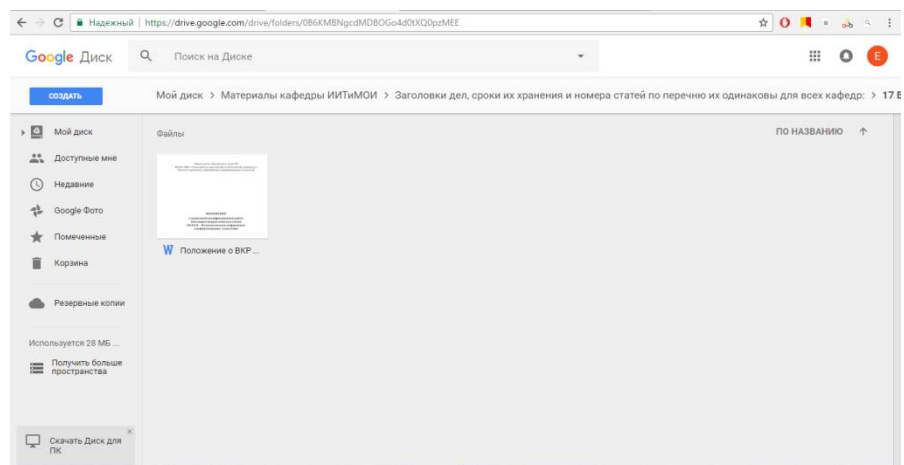 Надежный | https://drive.google.com/drive/folders/0B6KM8NgcdMDBOGo4d0tXQ0pzMEE
Google Диск
Поиск на Диске
E
СОЗДАТЬ
Мой диск > Материалы кафедры ИИТиМОИ > Заголовки дел, сроки их хранения и номера статей по перечню их одинаковы для всех кафедр: > 17 В
Мой диск
Доступные мне
Недавние
Google Фото
Помеченные
Корзина
Резервные копии
Используется 28 МБ ...
Получить больше
пространства
Скачать Диск для
ПК
Файлы
ПО НАЗВАНИЮ
W Положение о ВКР ...